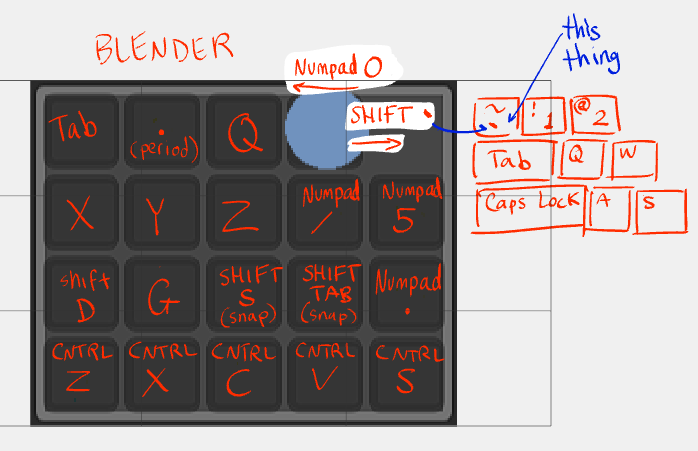 BLENDER
this
thing
Numpad 0
SHIFT `
Tab
.
(period)
Q
~
`
!
1
@
2
Tab
Q
W
Caps Lock
A
S
X
Y
Z
Numpad
/
Numpad
5
shift
D
G
SHIFT
S
(snap)
SHIFT
TAB
(snap)
Numpad
.
CNTRL
Z
CNTRL
X
CNTRL
C
CNTRL
V
CNTRL
S